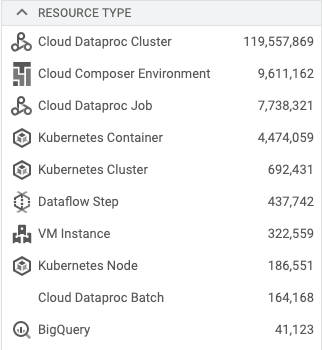 RESOURCE TYPE
Cloud Dataproc Cluster 119,557,869
Cloud Composer Environment 9,611,162
Cloud Dataproc Job 7,738,321
Kubernetes Container 4,474,059
Kubernetes Cluster 692,431
Dataflow Step 437,742
VM Instance 322,559
Kubernetes Node 186,551
Cloud Dataproc Batch 164,168
BigQuery 41,123